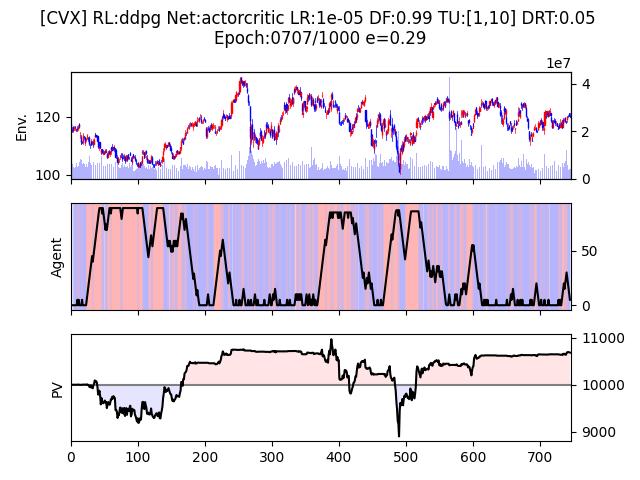 [CVX] RL:ddpg Net:actorcritic LR:1e-05 DF:0.99 TU:[1,10] DRT:0.05
Epoch:0707/1000 e=0.29
1e7
Env.
120
100
4
2
0
Agent
50
0
PV
11000
10000
9000
0 100 200 300 400 500 600 700